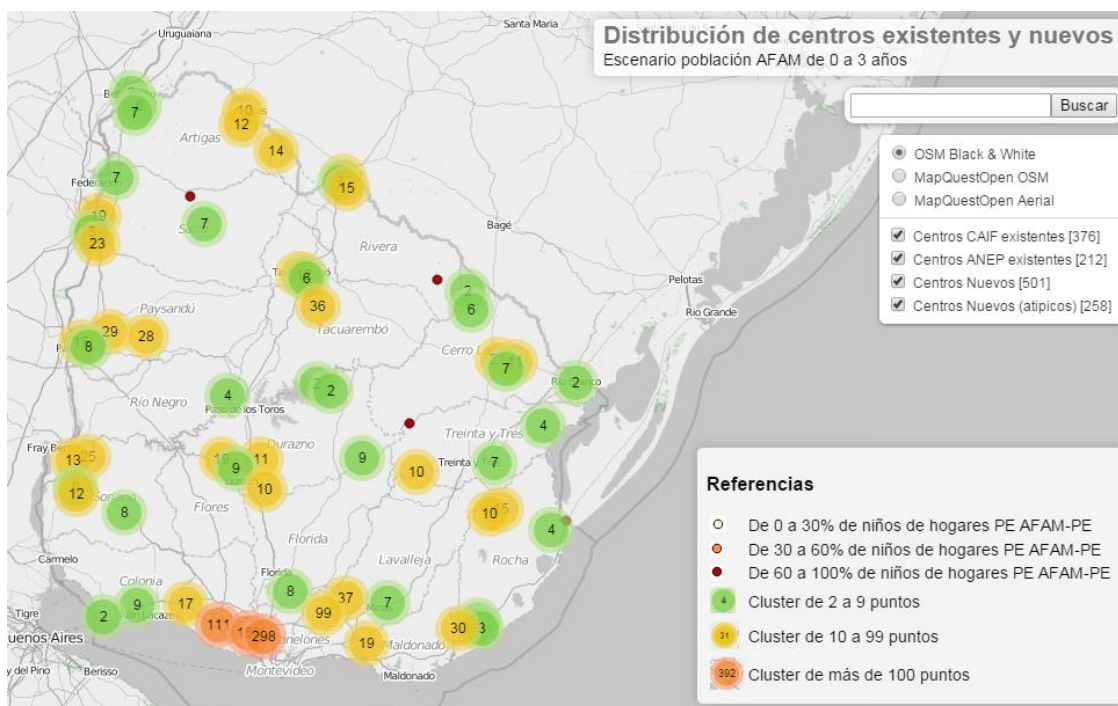 Distribución de centros existentes y nuevos
Escenario población AFAM de 0 a 3 años
Buscar
OSM Black & White
MapQuestOpen OSM
MapQuestOpen Aerial
Centros CAIF existentes [376]
Centros ANEP existentes [212]
Centros Nuevos [501]
Centros Nuevos (atipicos) [258]
Santa Maria
Uruguaiana
7
12
Artigas
14
15
7
Federación
19
23
7
Rivera
Bagé
6
36
2
6
Pelotas
Rio Grande
Paysandú
29
28
8
Tacuarembó
Cerro
7
2
4
2
Río Negro
Paso de los Toros
4
Treinta y Tres
Durazno
Fray
13
25
9
11
9
10
7
Treinta y
10
12
8
Flores
10
4
Florida
Lavalleja
Rocha
Carmelo
Colonia
Florida
8
37
7
9
17
2
99
30
3
111
298
19
Tigre
Buenos Aires
Montevideo
Maldonado
Maldonado
y del Pino
Berisso
Referencias
De 0 a 30% de niños de hogares PE AFAM-PE
De 30 a 60% de niños de hogares PE AFAM-PE
De 60 a 100% de niños de hogares PE AFAM-PE
4
Cluster de 2 a 9 puntos
31
Cluster de 10 a 99 puntos
392
Cluster de más de 100 puntos